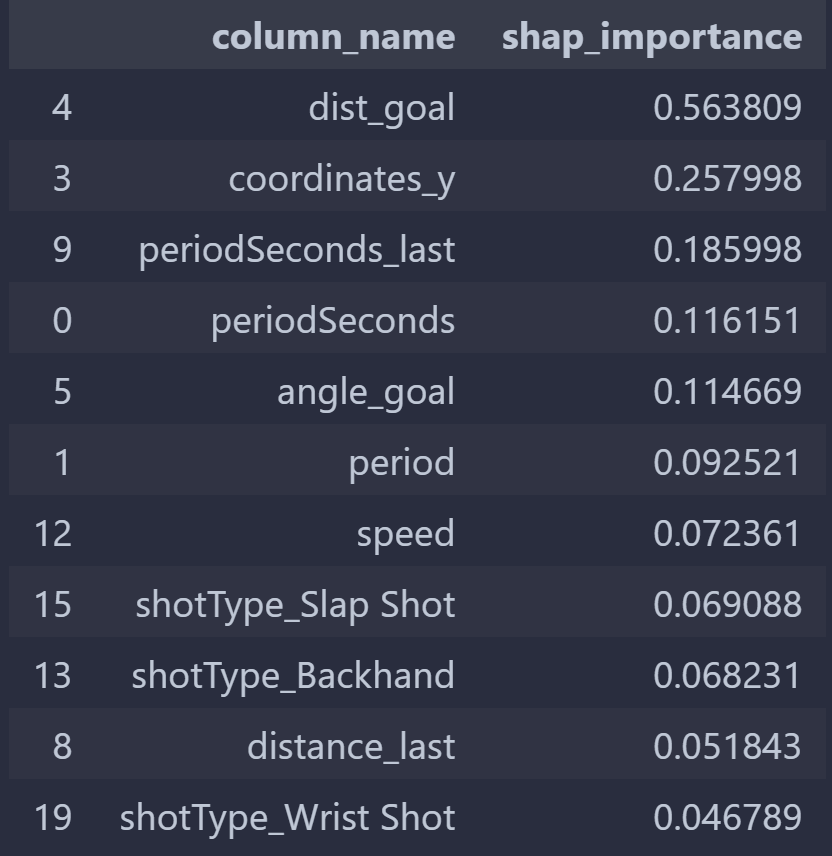 column_name shap_importance
4 dist_goal 0.563809
3 coordinates_y 0.257998
9 periodSeconds_last 0.185998
0 periodSeconds 0.116151
5 angle_goal 0.114669
1 period 0.092521
12 speed 0.072361
15 shotType_Slap Shot 0.069088
13 shotType_Backhand 0.068231
8 distance_last 0.051843
19 shotType_Wrist Shot 0.046789